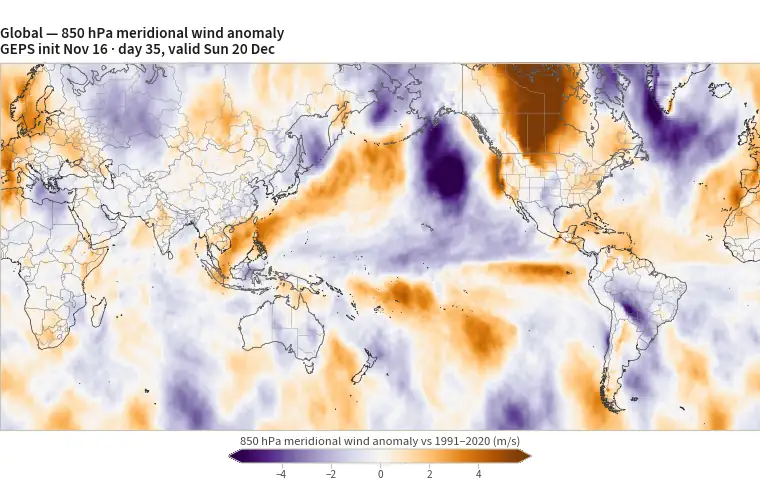 Global — 850 hPa meridional wind anomaly
GEPS init Nov 16 · day 35, valid Sun 20 Dec
850 hPa meridional wind anomaly vs 1991–2020 (m/s)
−4 −2 0 2 4